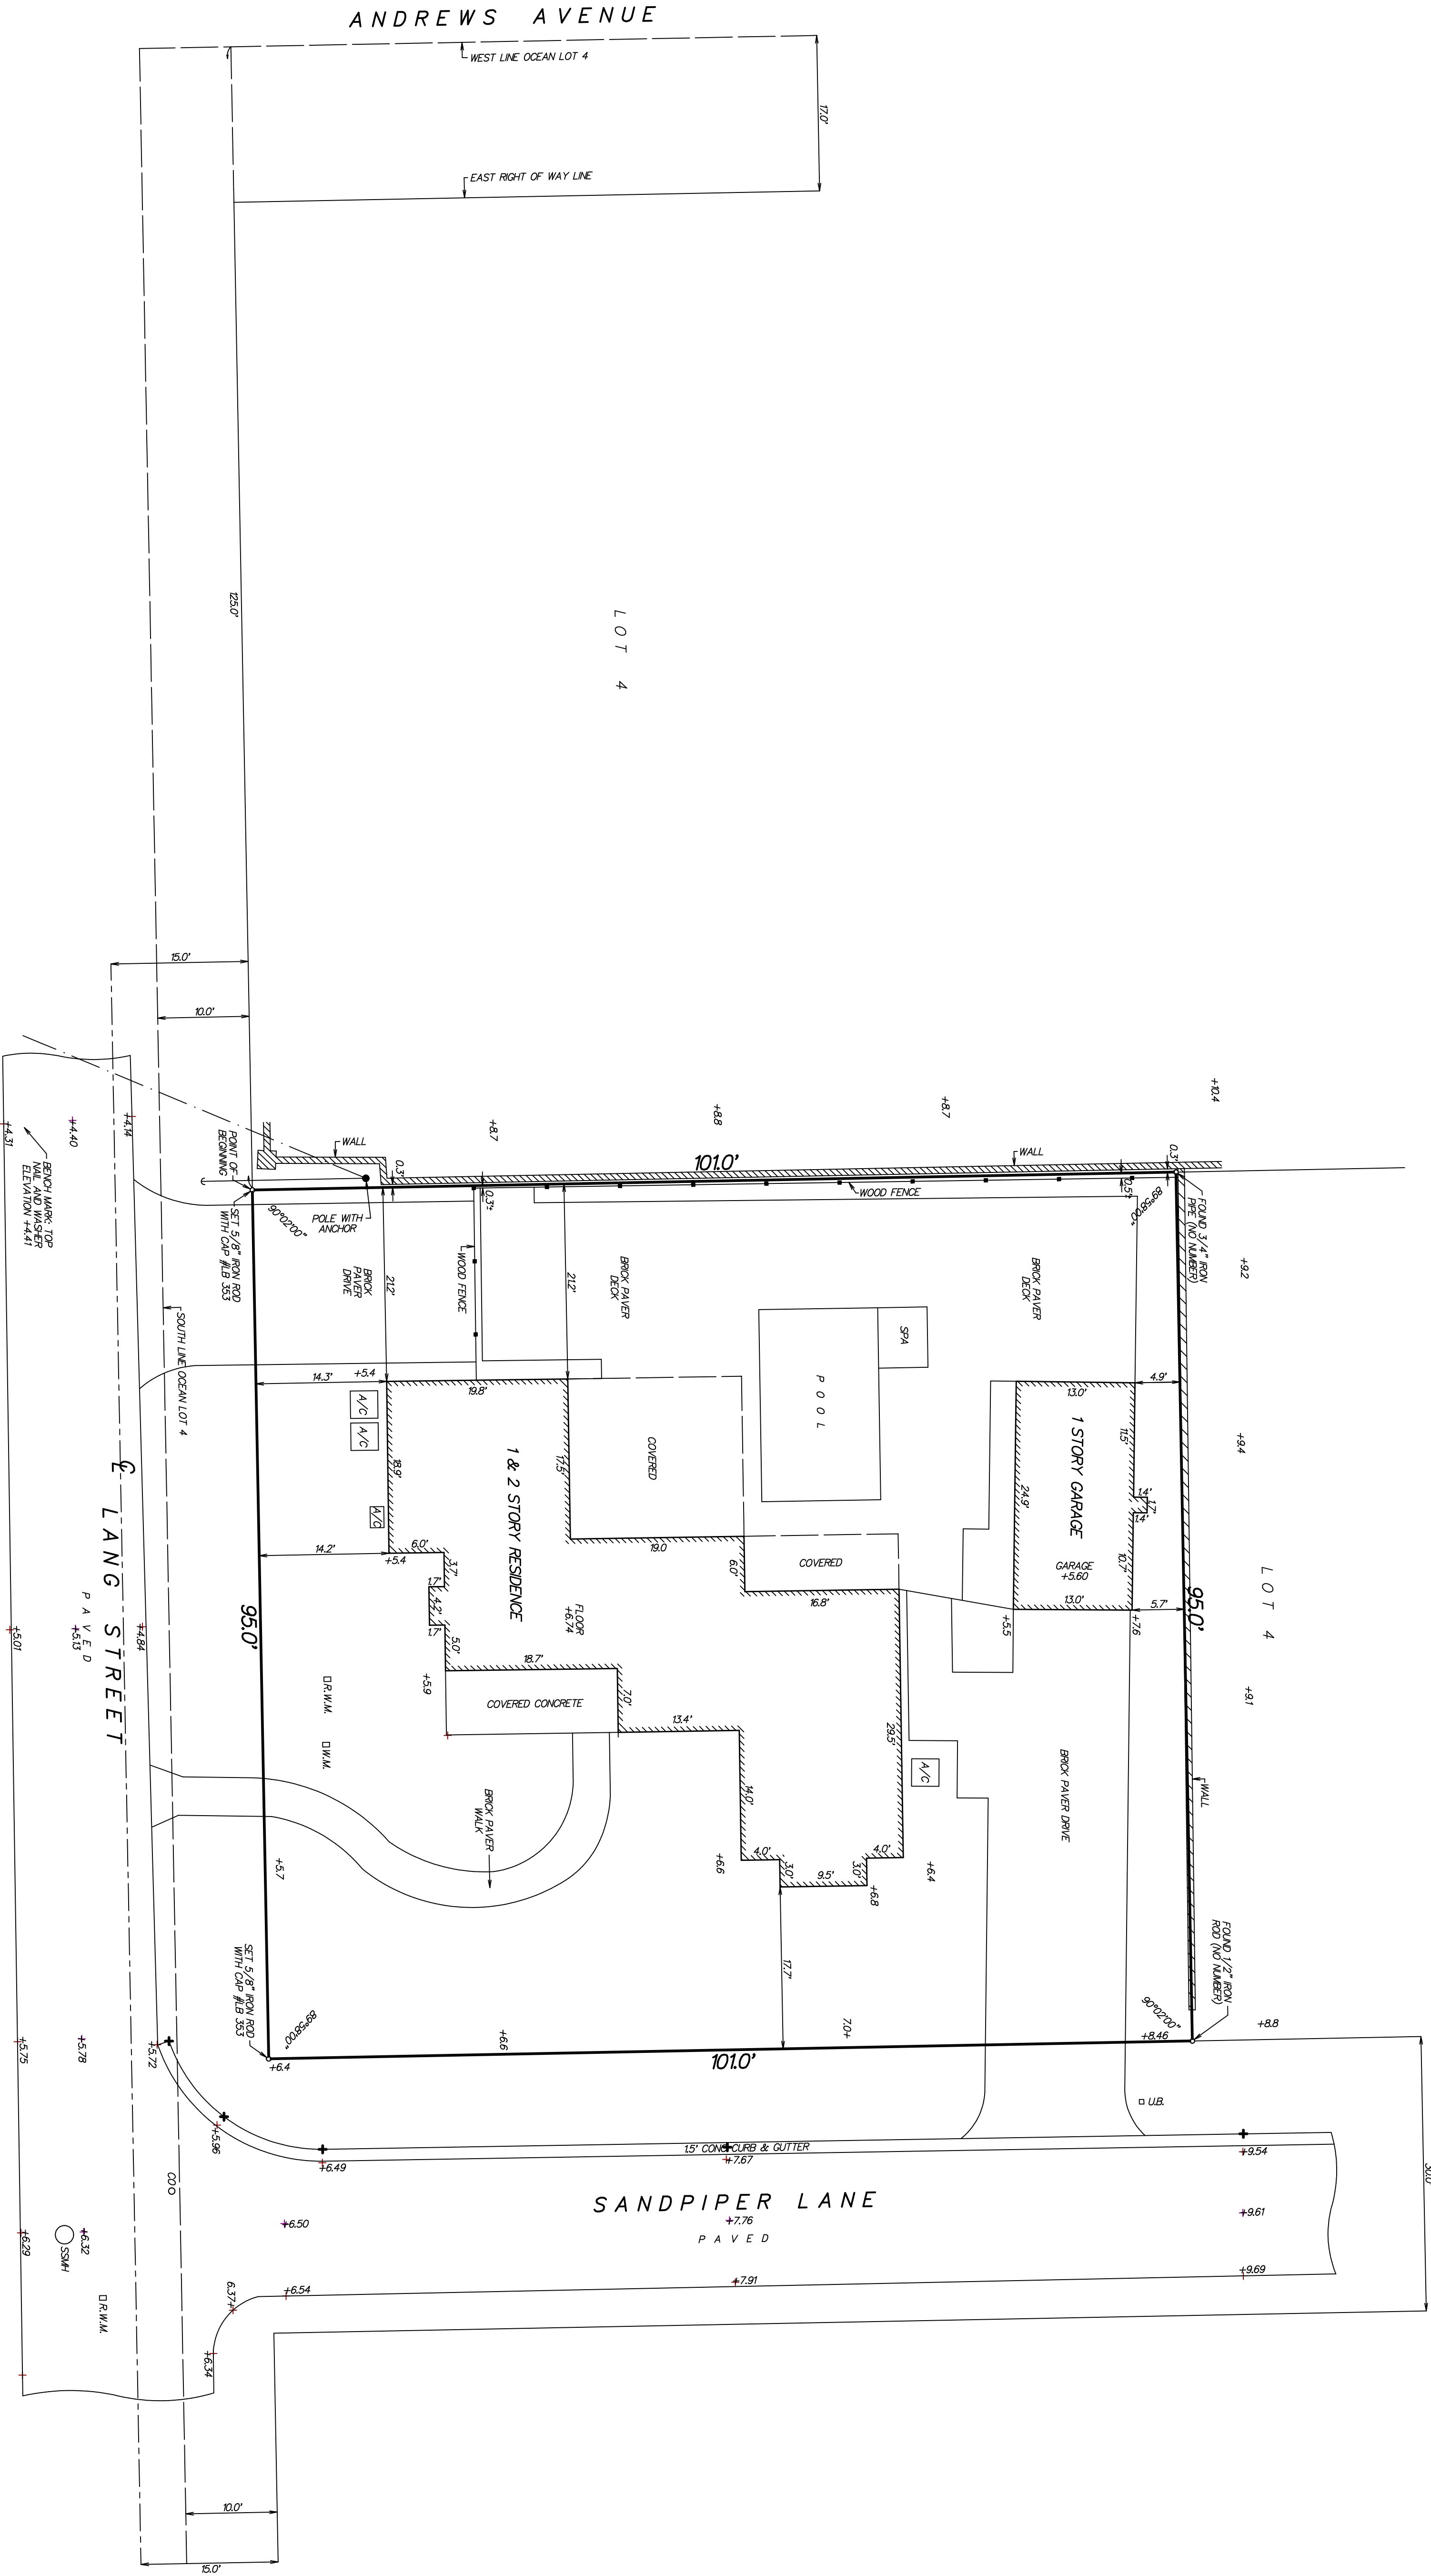 ANDREWS AVENUE
WEST LINE OCEAN LOT 4
17.0'
EAST RIGHT OF WAY LINE
125.0'
LOT 4
15.0'
10.0'
+10.4
+8.7
+8.8
+8.7
+4.14
+4.40
+4.31
BENCH MARK: TOP
NAIL AND WASHER
ELEVATION +4.41
POINT OF
BEGINNING
WALL
0.3'
101.0'
WALL
0.3'
0.3'±
0.5'±
WOOD FENCE
89°58'00"
FOUND 3/4" IRON
PIPE (NO NUMBER)
90°02'00"
POLE WITH
ANCHOR
SET 5/8" IRON ROD
WITH CAP #LB 353
BRICK
PAVER
DRIVE
21.2'
WOOD FENCE
21.2'
BRICK PAVER
DECK
BRICK PAVER
DECK
+9.2
SOUTH LINE OCEAN LOT 4
SPA
POOL
14.3'
+5.4
19.8'
13.0'
4.9'
A/C
A/C
18.9'
1 & 2 STORY RESIDENCE
17.5'
COVERED
24.9'
1 STORY GARAGE
11.5'
+9.4
1.4'
1.7'
1.4'
A/C
14.2'
6.0'
+5.4
19.0
6.0'
COVERED
GARAGE
+5.60
10.7'
3.7'
1.7'
4.2'
1.7'
5.0'
16.8'
13.0'
5.7'
LOT 4
95.0'
FLOOR
+6.74
+5.5
+7.6
95.0'
℄ LANG STREET
PAVED
+4.84
+5.13
+5.01
R.W.M.
W.M.
+5.9
18.7'
COVERED CONCRETE
7.0'
13.4'
29.5'
+9.1
A/C
BRICK PAVER DRIVE
WALL
BRICK PAVER
WALK
14.0'
+5.7
+6.6
4.0'
3.0'
9.5'
3.0'
4.0'
+6.4
+6.8
17.7'
FOUND 1/2" IRON
ROD (NO NUMBER)
SET 5/8" IRON ROD
WITH CAP #LB 353
89°58'00"
90°02'00"
+8.8
+8.46
+6.6
7.0+
+6.4
101.0'
+5.72
+5.78
+5.75
U.B.
+5.96
1.5' CONC CURB & GUTTER
+6.49
+7.67
+9.54
CO
SANDPIPER LANE
+6.50
+7.76
+9.61
PAVED
+6.32
+6.29
SSMH
+6.54
+7.91
+9.69
6.37+
R.W.M.
+6.34
10.0'
15.0'